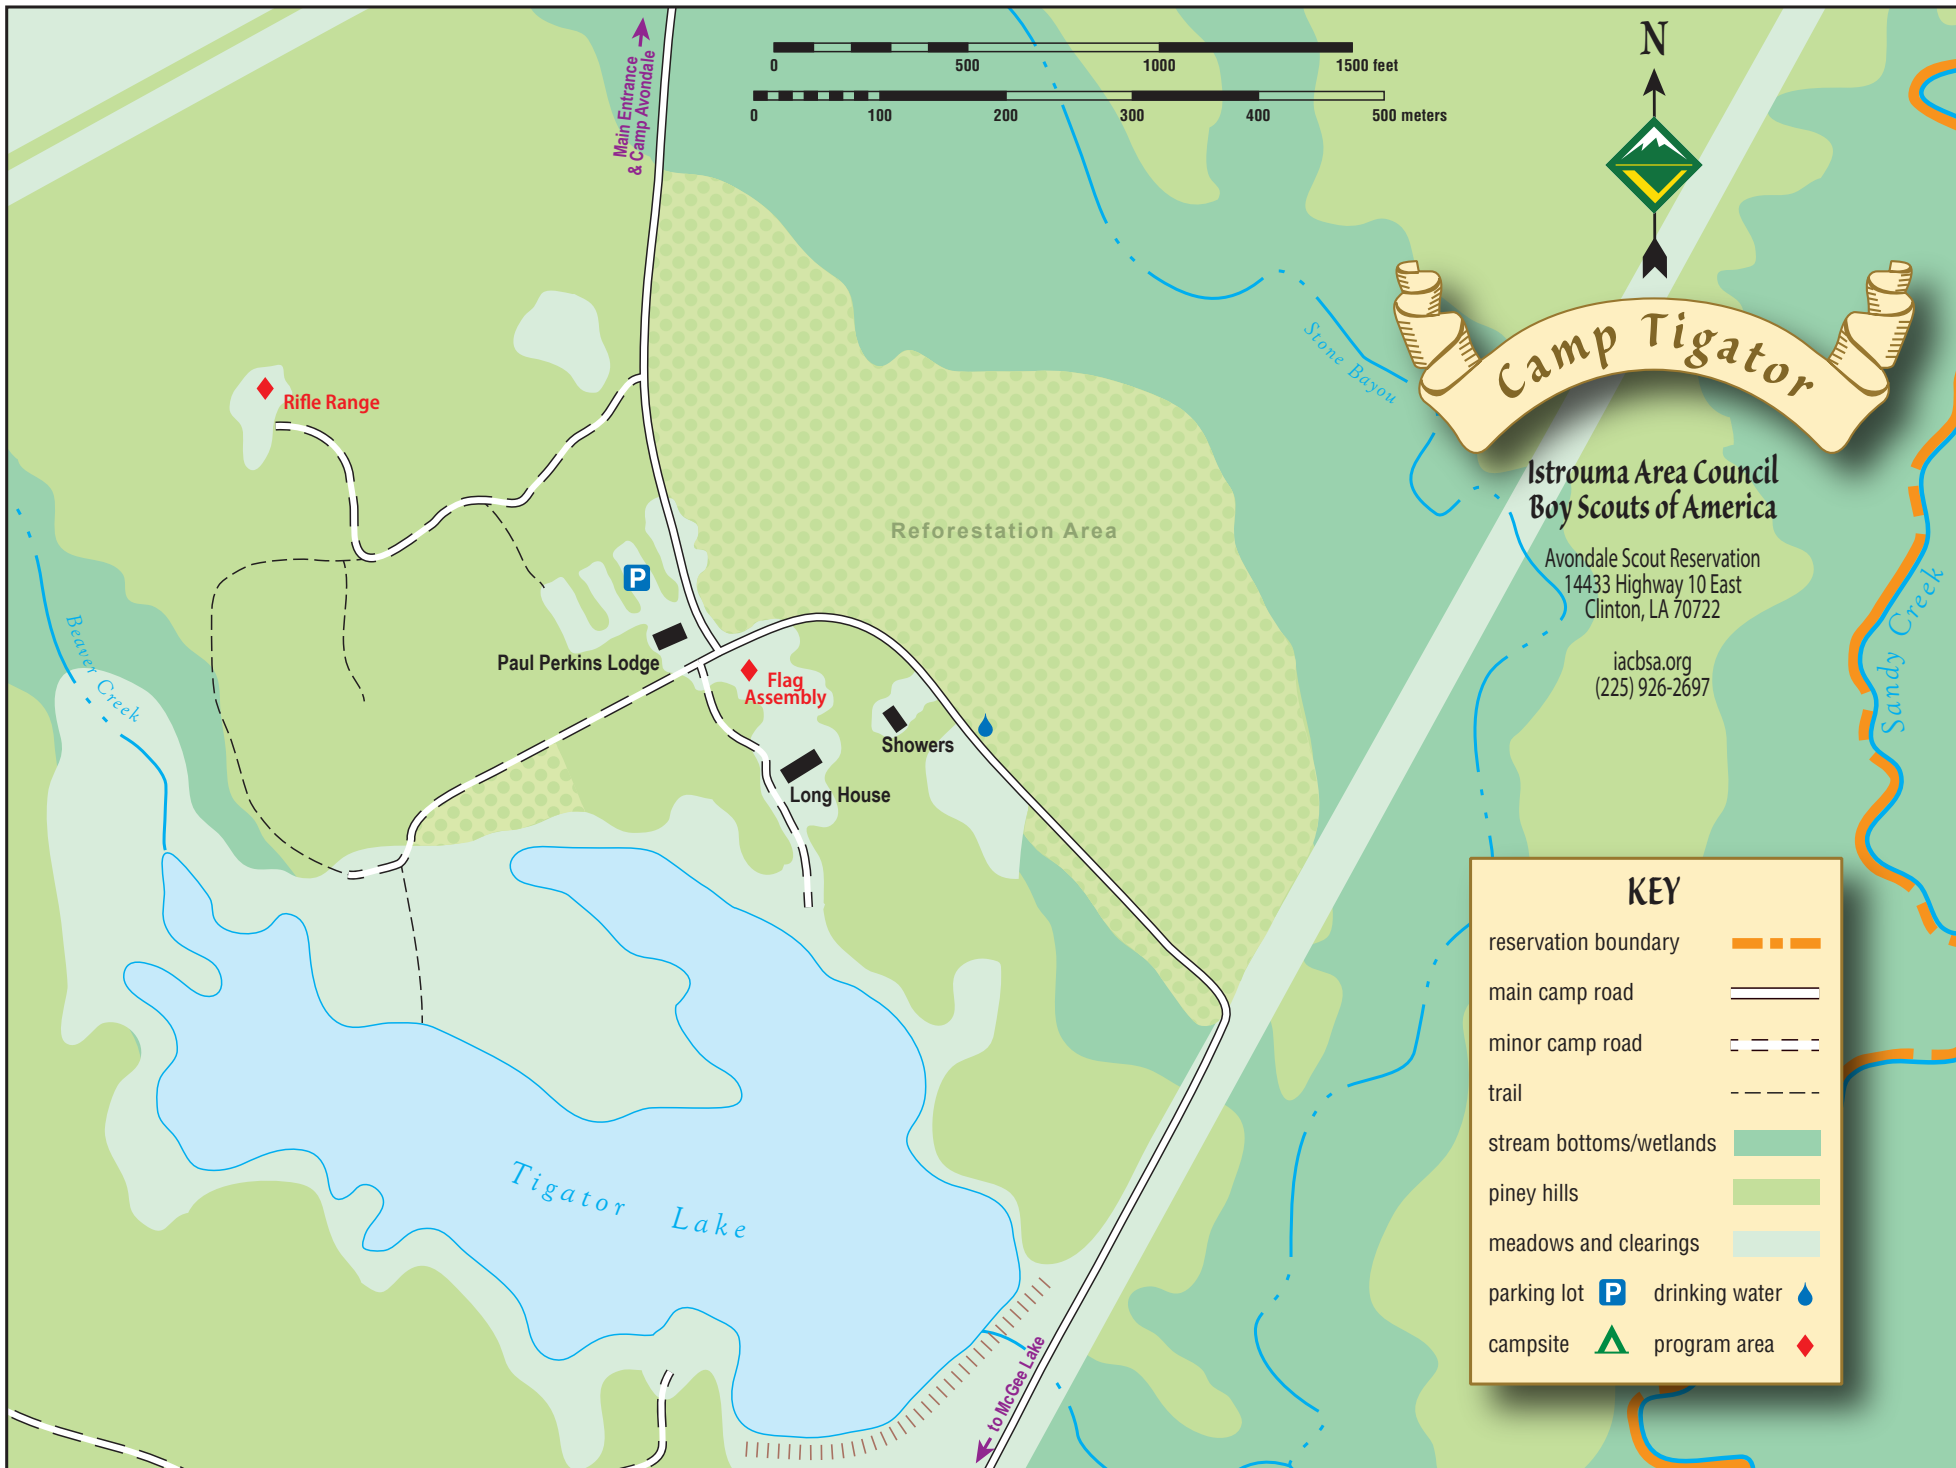 Main Entrance
& Camp Avondale
0 500 1000 1500 feet
0 100 200 300 400 500 meters
N
Camp Tigator
Istrouma Area Council
Boy Scouts of America
Avondale Scout Reservation
14433 Highway 10 East
Clinton, LA 70722
iacbsa.org
(225) 926-2697
Stone Bayou
Sandy Creek
Rifle Range
Reforestation Area
P
Paul Perkins Lodge
Flag
Assembly
Showers
Long House
Beaver Creek
Tigator Lake
to McGee Lake
KEY
reservation boundary
main camp road
minor camp road
trail
stream bottoms/wetlands
piney hills
meadows and clearings
parking lot P drinking water
campsite program area